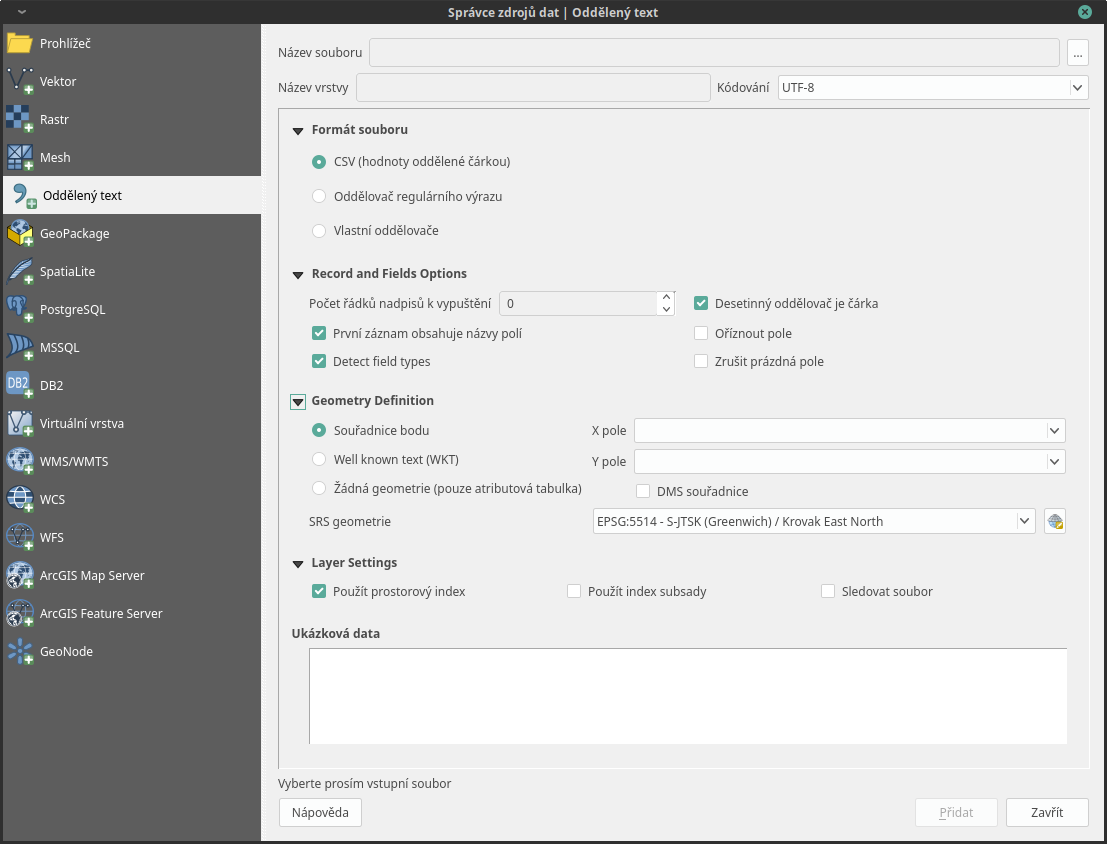 Správce zdrojů dat | Oddělený text
Prohlížeč
Vektor
Rastr
Mesh
Oddělený text
GeoPackage
SpatiaLite
PostgreSQL
MSSQL
DB2 DB2
Virtuální vrstva
WMS/WMTS
WCS
WFS
ArcGIS Map Server
ArcGIS Feature Server
GeoNode
Název souboru ...
Název vrstvy Kódování UTF-8
Formát souboru
CSV (hodnoty oddělené čárkou)
Oddělovač regulárního výrazu
Vlastní oddělovače
Record and Fields Options
Počet řádků nadpisů k vypuštění 0 Desetinný oddělovač je čárka
První záznam obsahuje názvy polí Oříznout pole
Detect field types Zrušit prázdná pole
Geometry Definition
Souřadnice bodu X pole
Well known text (WKT) Y pole
Žádná geometrie (pouze atributová tabulka) DMS souřadnice
SRS geometrie EPSG:5514 - S-JTSK (Greenwich) / Krovak East North
Layer Settings
Použít prostorový index Použít index subsady Sledovat soubor
Ukázková data
Vyberte prosím vstupní soubor
Nápověda Přidat Zavřít